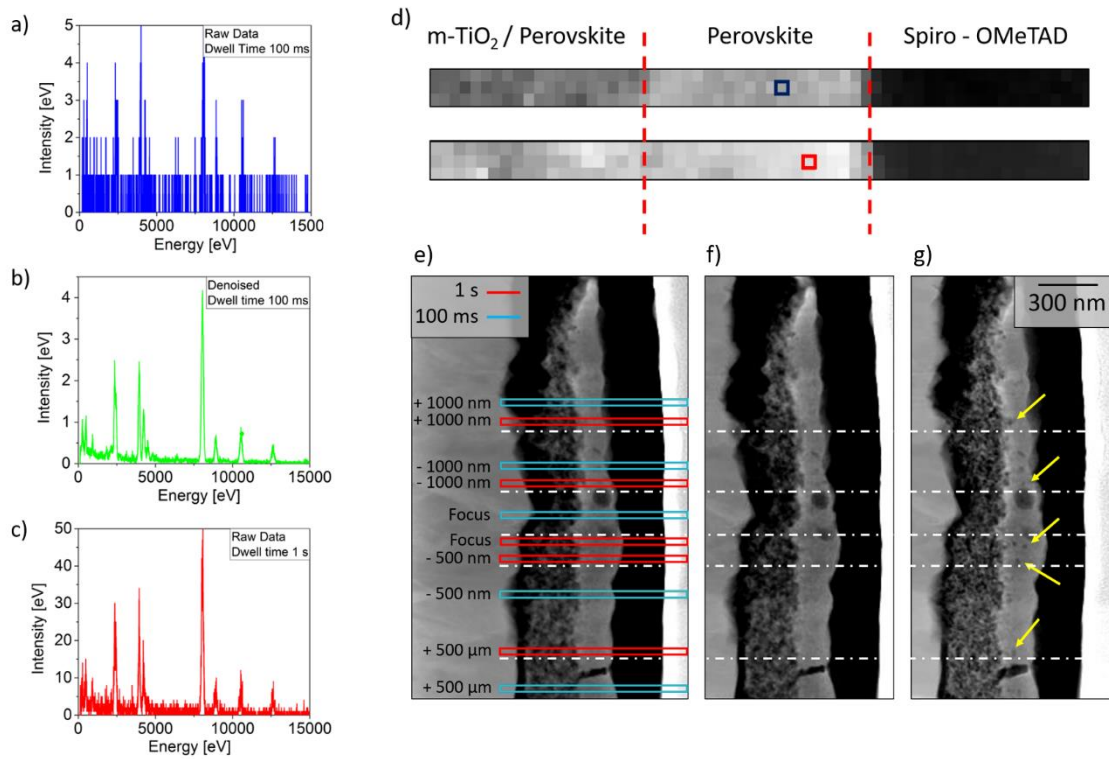 a)
Raw Data
Dwell Time 100 ms
Intensity [eV]
5
4
3
2
1
0
0 5000 10000 1500
Energy [eV]
b)
Denoised
Dwell time 100 ms
Intensity [eV]
4
3
2
1
0
0 5000 10000 15000
Energy [eV]
c)
Raw Data
Dwell time 1 s
Intensity [eV]
50
40
30
20
10
0
0 5000 10000 15000
Energy [eV]
d)
m-TiO₂ / Perovskite Perovskite Spiro - OMeTAD
e)
1 s
100 ms
+ 1000 nm
+ 1000 nm
- 1000 nm
- 1000 nm
Focus
Focus
- 500 nm
- 500 nm
+ 500 μm
+ 500 μm
f)
g)
300 nm